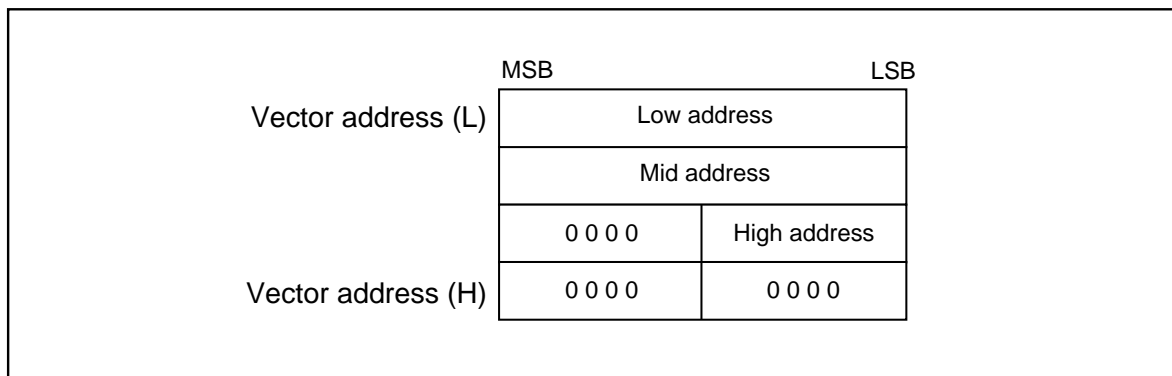 MSB LSB
Vector address (L) Low address
Mid address
0 0 0 0 High address
Vector address (H) 0 0 0 0 0 0 0 0